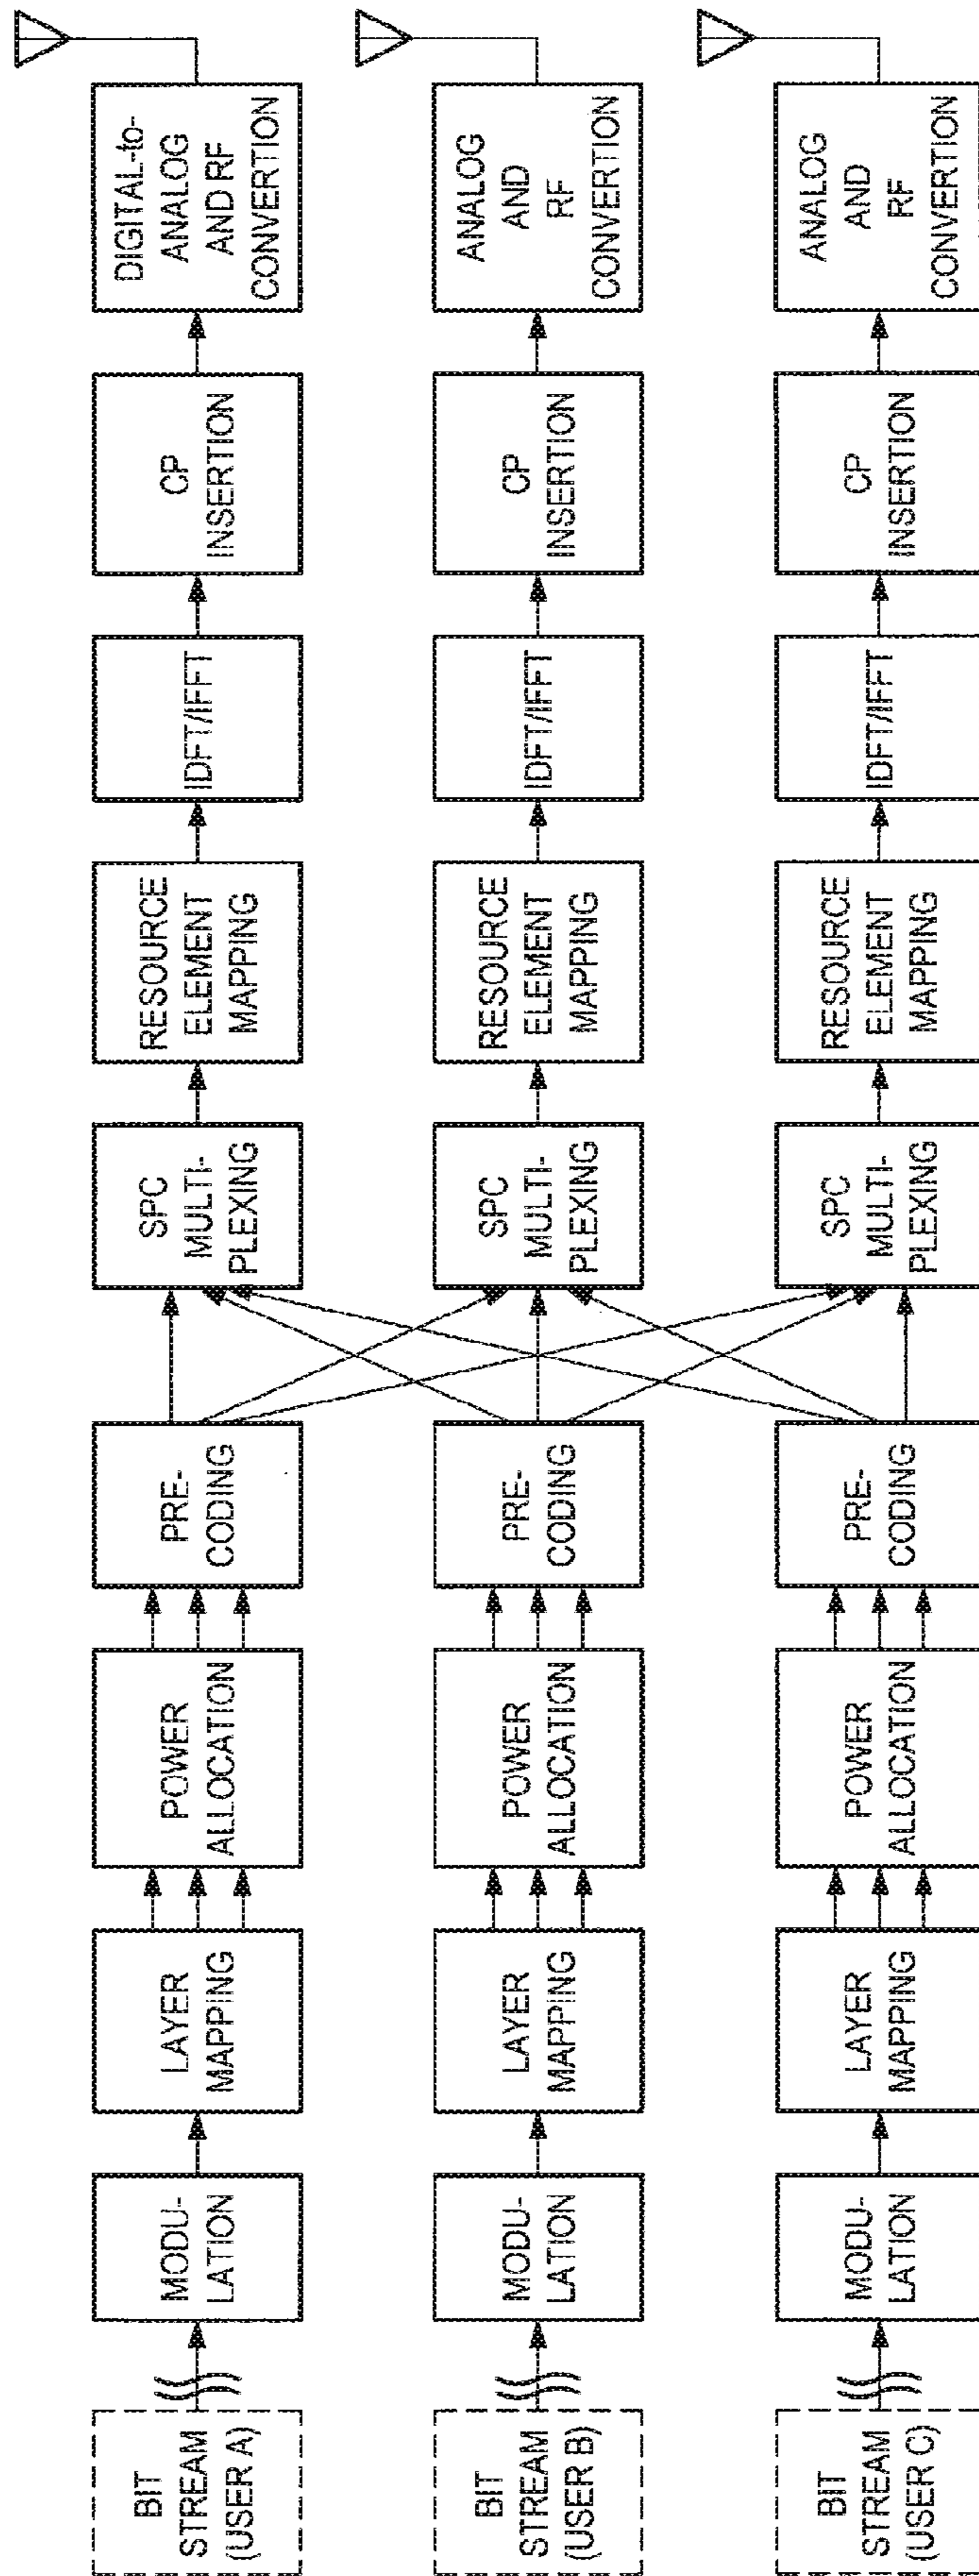 BIT
STREAM
(USER A)
MODU-
LATION
LAYER
MAPPING
POWER
ALLOCATION
PRE-
CODING
SPC
MULTI-
PLEXING
RESOURCE
ELEMENT
MAPPING
IDFT/IFFT
CP
INSERTION
DIGITAL-to-
ANALOG
AND RF
CONVERTION
BIT
STREAM
(USER B)
MODU-
LATION
LAYER
MAPPING
POWER
ALLOCATION
PRE-
CODING
SPC
MULTI-
PLEXING
RESOURCE
ELEMENT
MAPPING
IDFT/IFFT
CP
INSERTION
ANALOG
AND
RF
CONVERTION
BIT
STREAM
(USER C)
MODU-
LATION
LAYER
MAPPING
POWER
ALLOCATION
PRE-
CODING
SPC
MULTI-
PLEXING
RESOURCE
ELEMENT
MAPPING
IDFT/IFFT
CP
INSERTION
ANALOG
AND
RF
CONVERTION